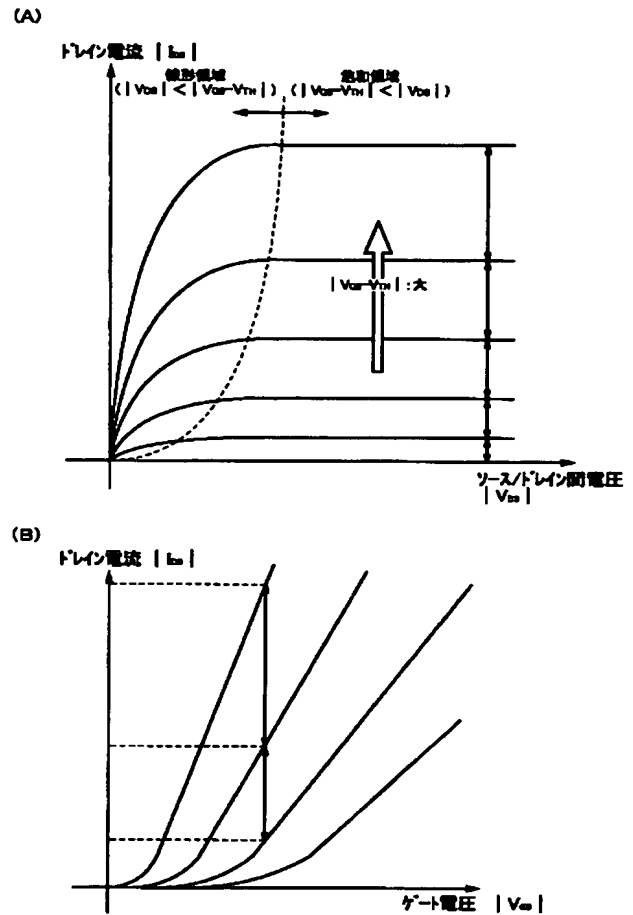 (A)
ドレイン電流 | IDS |
線形領域 飽和領域
( | VDS | < | VGS-VTH | ) ( | VGS-VTH | < | VDS | )
| VGS-VTH | : 大
ソース/ドレイン間電圧
| VDS |
(B)
ドレイン電流 | IDS |
ゲート電圧 | VGS |